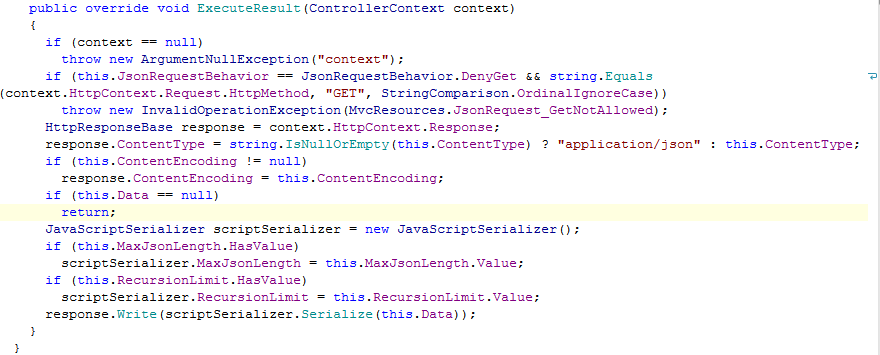 public override void ExecuteResult(ControllerContext context)
{
if (context == null)
throw new ArgumentNullException("context");
if (this.JsonRequestBehavior == JsonRequestBehavior.DenyGet && string.Equals
(context.HttpContext.Request.HttpMethod, "GET", StringComparison.OrdinalIgnoreCase))
throw new InvalidOperationException(MvcResources.JsonRequest_GetNotAllowed);
HttpResponseBase response = context.HttpContext.Response;
response.ContentType = string.IsNullOrEmpty(this.ContentType) ? "application/json" : this.ContentType;
if (this.ContentEncoding != null)
response.ContentEncoding = this.ContentEncoding;
if (this.Data == null)
return;
JavaScriptSerializer scriptSerializer = new JavaScriptSerializer();
if (this.MaxJsonLength.HasValue)
scriptSerializer.MaxJsonLength = this.MaxJsonLength.Value;
if (this.RecursionLimit.HasValue)
scriptSerializer.RecursionLimit = this.RecursionLimit.Value;
response.Write(scriptSerializer.Serialize(this.Data));
}
}